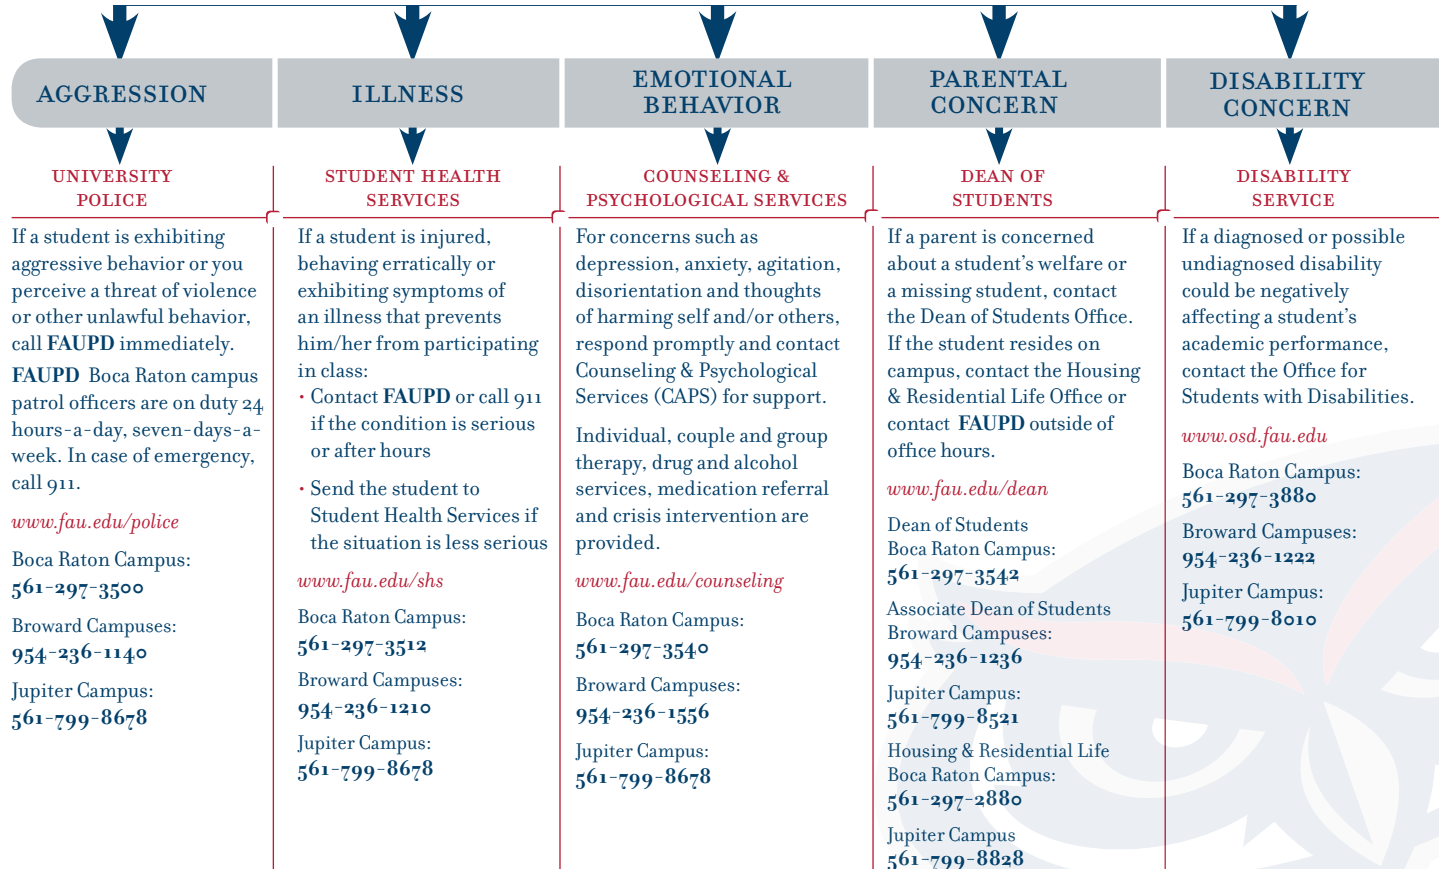 AGGRESSION
ILLNESS
EMOTIONAL
BEHAVIOR
PARENTAL
CONCERN
DISABILITY
CONCERN
UNIVERSITY
POLICE
If a student is exhibiting
aggressive behavior or you
perceive a threat of violence
or other unlawful behavior,
call FAUPD immediately.
FAUPD Boca Raton campus
patrol officers are on duty 24
hours-a-day, seven-days-a-
week. In case of emergency,
call 911.
www.fau.edu/police
Boca Raton Campus:
561-297-3500
Broward Campuses:
954-236-1140
Jupiter Campus:
561-799-8678
STUDENT HEALTH
SERVICES
If a student is injured,
behaving erratically or
exhibiting symptoms of
an illness that prevents
him/her from participating
in class:
• Contact FAUPD or call 911
if the condition is serious
or after hours
• Send the student to
Student Health Services if
the situation is less serious
www.fau.edu/shs
Boca Raton Campus:
561-297-3512
Broward Campuses:
954-236-1210
Jupiter Campus:
561-799-8678
COUNSELING &
PSYCHOLOGICAL SERVICES
For concerns such as
depression, anxiety, agitation,
disorientation and thoughts
of harming self and/or others,
respond promptly and contact
Counseling & Psychological
Services (CAPS) for support.
Individual, couple and group
therapy, drug and alcohol
services, medication referral
and crisis intervention are
provided.
www.fau.edu/counseling
Boca Raton Campus:
561-297-3540
Broward Campuses:
954-236-1556
Jupiter Campus:
561-799-8678
DEAN OF
STUDENTS
If a parent is concerned
about a student's welfare or
a missing student, contact
the Dean of Students Office.
If the student resides on
campus, contact the Housing
& Residential Life Office or
contact FAUPD outside of
office hours.
www.fau.edu/dean
Dean of Students
Boca Raton Campus:
561-297-3542
Associate Dean of Students
Broward Campuses:
954-236-1236
Jupiter Campus:
561-799-8521
Housing & Residential Life
Boca Raton Campus:
561-297-2880
Jupiter Campus
561-799-8828
DISABILITY
SERVICE
If a diagnosed or possible
undiagnosed disability
could be negatively
affecting a student's
academic performance,
contact the Office for
Students with Disabilities.
www.osd.fau.edu
Boca Raton Campus:
561-297-3880
Broward Campuses:
954-236-1222
Jupiter Campus:
561-799-8010